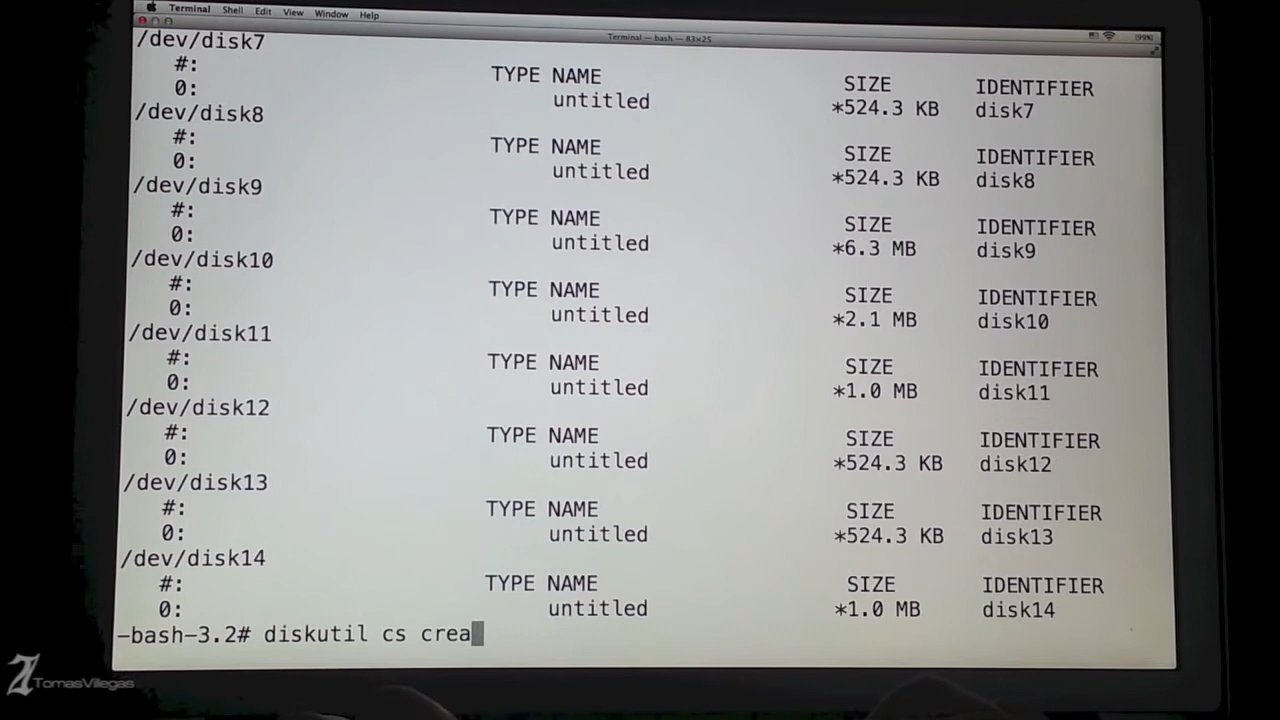 Terminal Shell Edit View Window Help
Terminal — bash — 83×25
/dev/disk7
#: TYPE NAME SIZE IDENTIFIER
0: untitled *524.3 KB disk7
/dev/disk8
#: TYPE NAME SIZE IDENTIFIER
0: untitled *524.3 KB disk8
/dev/disk9
#: TYPE NAME SIZE IDENTIFIER
0: untitled *6.3 MB disk9
/dev/disk10
#: TYPE NAME SIZE IDENTIFIER
0: untitled *2.1 MB disk10
/dev/disk11
#: TYPE NAME SIZE IDENTIFIER
0: untitled *1.0 MB disk11
/dev/disk12
#: TYPE NAME SIZE IDENTIFIER
0: untitled *524.3 KB disk12
/dev/disk13
#: TYPE NAME SIZE IDENTIFIER
0: untitled *524.3 KB disk13
/dev/disk14
#: TYPE NAME SIZE IDENTIFIER
0: untitled *1.0 MB disk14
-bash-3.2# diskutil cs crea
TomasVillegas